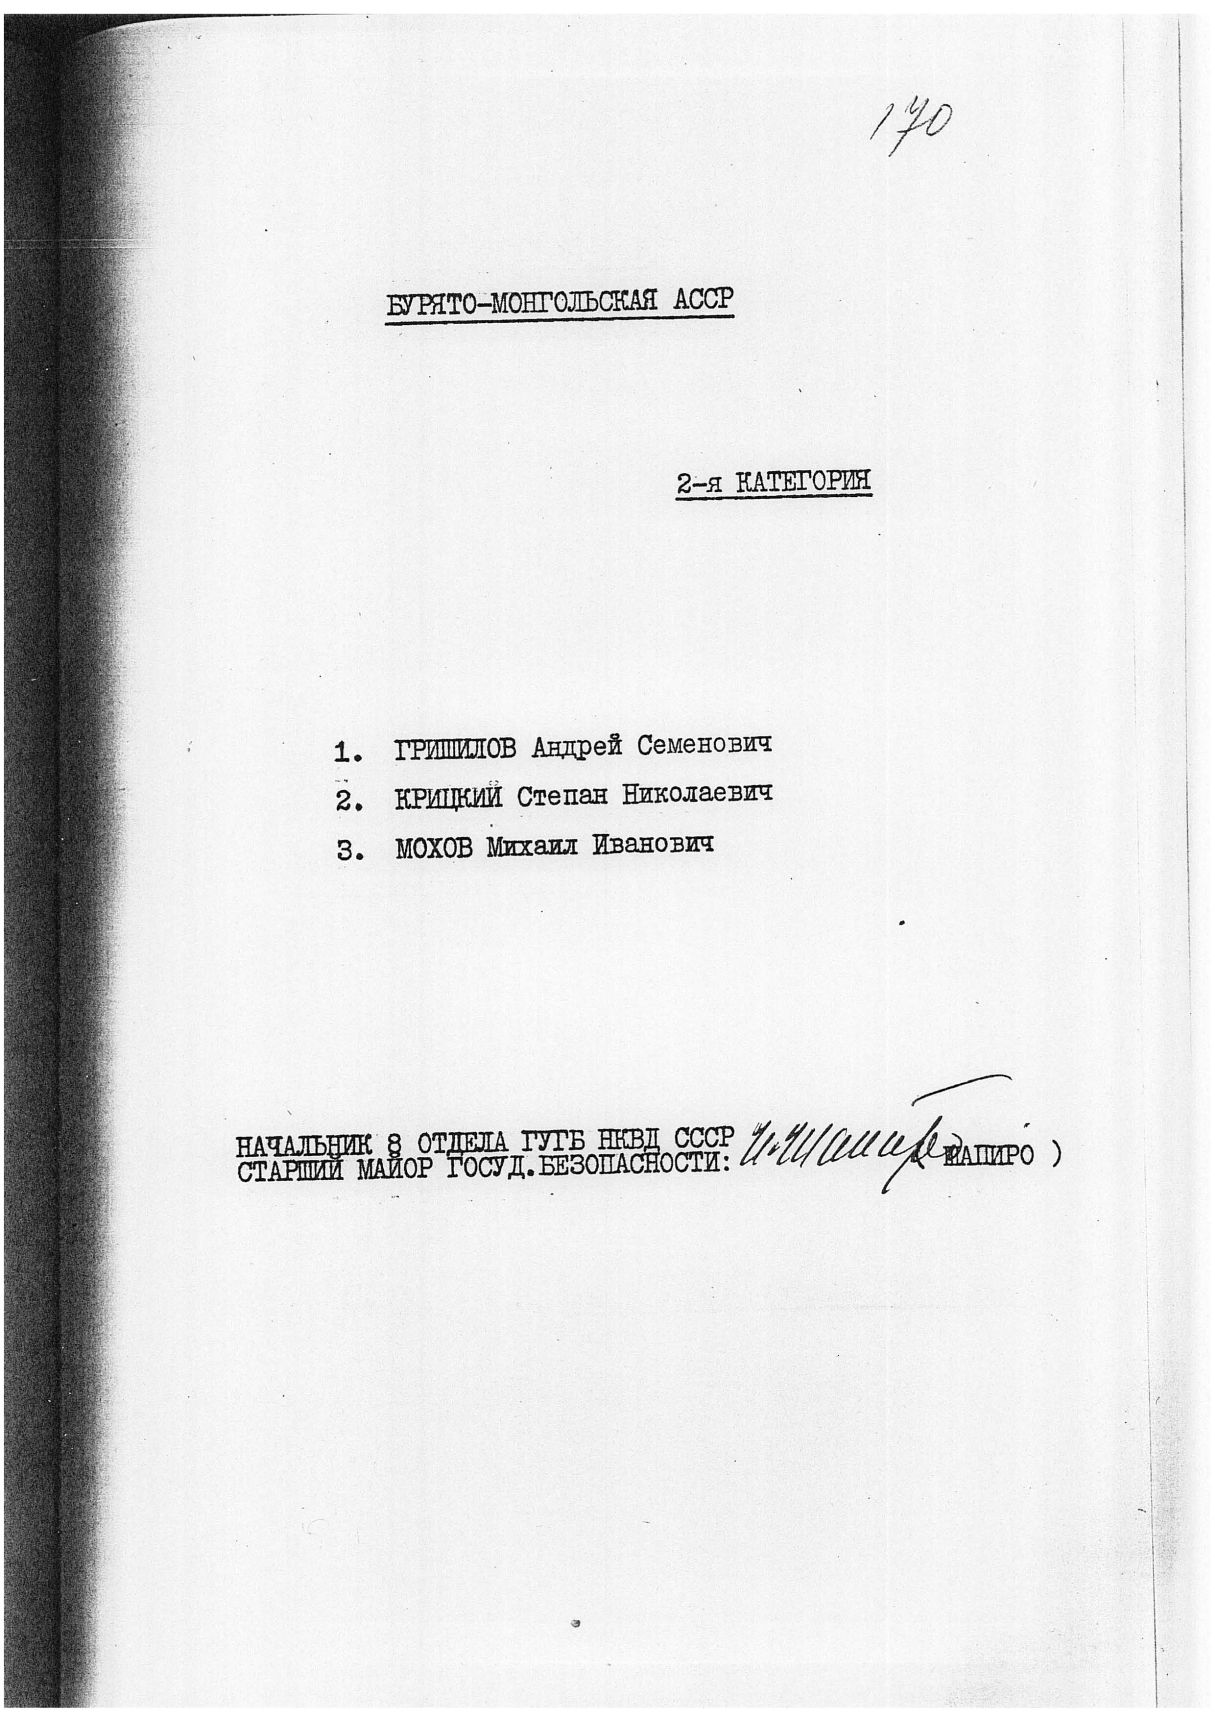 170
БУРЯТО-МОНГОЛЬСКАЯ АССР
2-я КАТЕГОРИЯ
1. ГРИШИЛОВ Андрей Семенович
2. КРИЦКИЙ Степан Николаевич
3. МОХОВ Михаил Иванович
НАЧАЛЬНИК 8 ОТДЕЛА ГУГБ НКВД СССР
СТАРШИЙ МАЙОР ГОСУД.БЕЗОПАСНОСТИ: И.Шапиро (ШАПИРО )